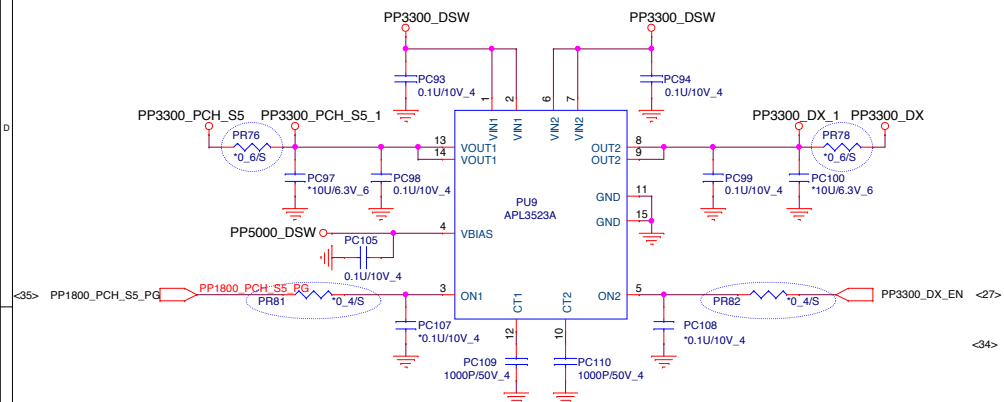 PP3300_DSW
PP3300_DSW
PC93
0.1U/10V_4
PC94
0.1U/10V_4
1
2
6
7
VIN1
VIN1
VIN2
VIN2
D
PP3300_PCH_S5
PP3300_PCH_S5_1
PP3300_DX_1
PP3300_DX
PR76
*0_6/S
PR78
*0_6/S
13
14
VOUT1
VOUT1
OUT2
OUT2
8
9
PC97
*10U/6.3V_6
PC98
0.1U/10V_4
PC99
0.1U/10V_4
PC100
*10U/6.3V_6
PU9
APL3523A
GND
11
GND
15
PP5000_DSW
4
VBIAS
PC105
0.1U/10V_4
<35>
PP1800_PCH_S5_PG
PP1800_PCH_S5_PG
PR81
*0_4/S
3
ON1
ON2
5
PR82
*0_4/S
PP3300_DX_EN
<27>
CT1
CT2
12
10
PC107
*0.1U/10V_4
PC108
*0.1U/10V_4
<34>
PC109
1000P/50V_4
PC110
1000P/50V_4